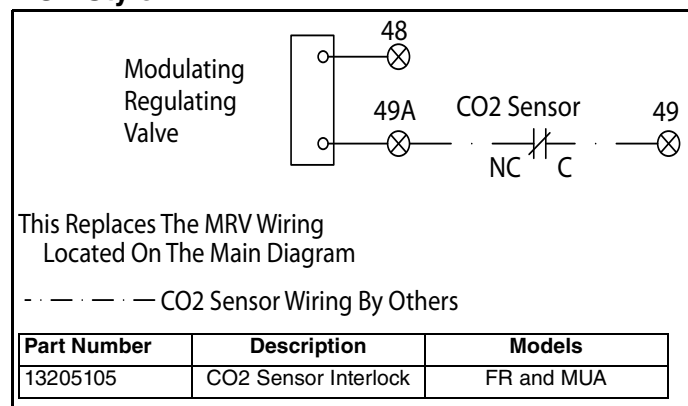 48
Modulating
Regulating
Valve
49A CO2 Sensor 49
NC C
This Replaces The MRV Wiring
Located On The Main Diagram
CO2 Sensor Wiring By Others
Part Number Description Models
13205105 CO2 Sensor Interlock FR and MUA